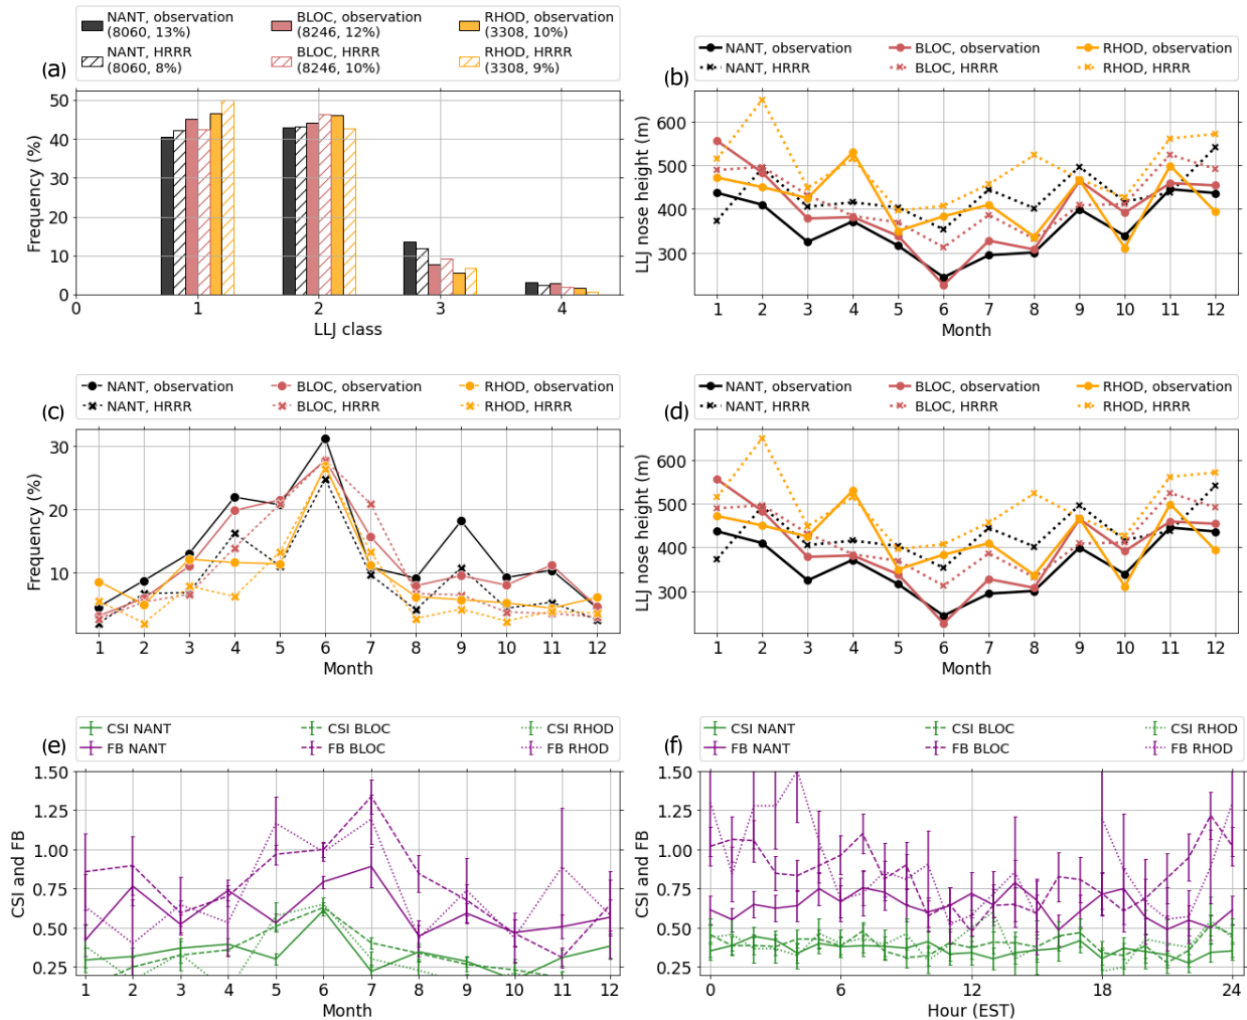 NANT, observation BLOC, observation RHOD, observation
(8060, 13%) (8246, 12%) (3308, 10%)
NANT, HRRR BLOC, HRRR RHOD, HRRR
(8060, 8%) (8246, 10%) (3308, 9%)
(a)
50
40
30
20
10
0
Frequency (%)
0 1 2 3 4
LLJ class
NANT, observation BLOC, observation RHOD, observation
NANT, HRRR BLOC, HRRR RHOD, HRRR
(b)
600
500
400
300
LLJ nose height (m)
1 2 3 4 5 6 7 8 9 10 11 12
Month
NANT, observation BLOC, observation RHOD, observation
NANT, HRRR BLOC, HRRR RHOD, HRRR
(c)
30
20
10
Frequency (%)
1 2 3 4 5 6 7 8 9 10 11 12
Month
NANT, observation BLOC, observation RHOD, observation
NANT, HRRR BLOC, HRRR RHOD, HRRR
(d)
600
500
400
300
LLJ nose height (m)
1 2 3 4 5 6 7 8 9 10 11 12
Month
CSI NANT CSI BLOC CSI RHOD
FB NANT FB BLOC FB RHOD
(e)
1.50
1.25
1.00
0.75
0.50
0.25
CSI and FB
1 2 3 4 5 6 7 8 9 10 11 12
Month
CSI NANT CSI BLOC CSI RHOD
FB NANT FB BLOC FB RHOD
(f)
1.50
1.25
1.00
0.75
0.50
0.25
CSI and FB
0 6 12 18 24
Hour (EST)